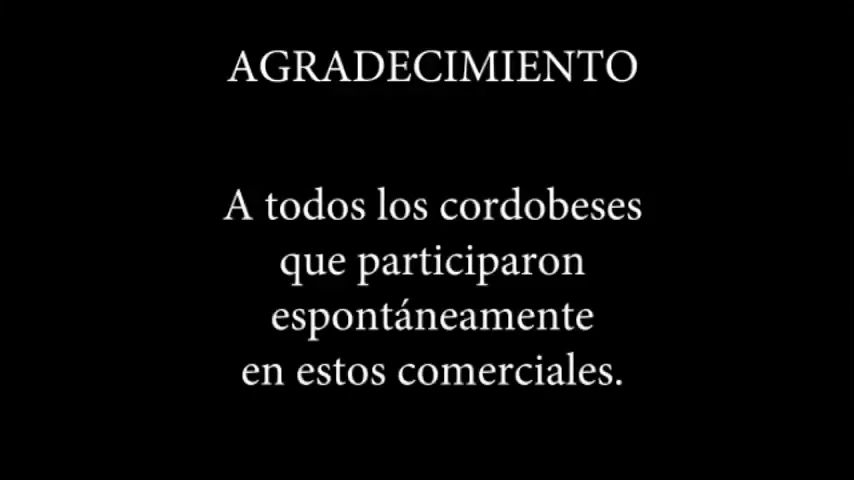 AGRADECIMIENTO
A todos los cordobeses
que participaron
espontáneamente
en estos comerciales.